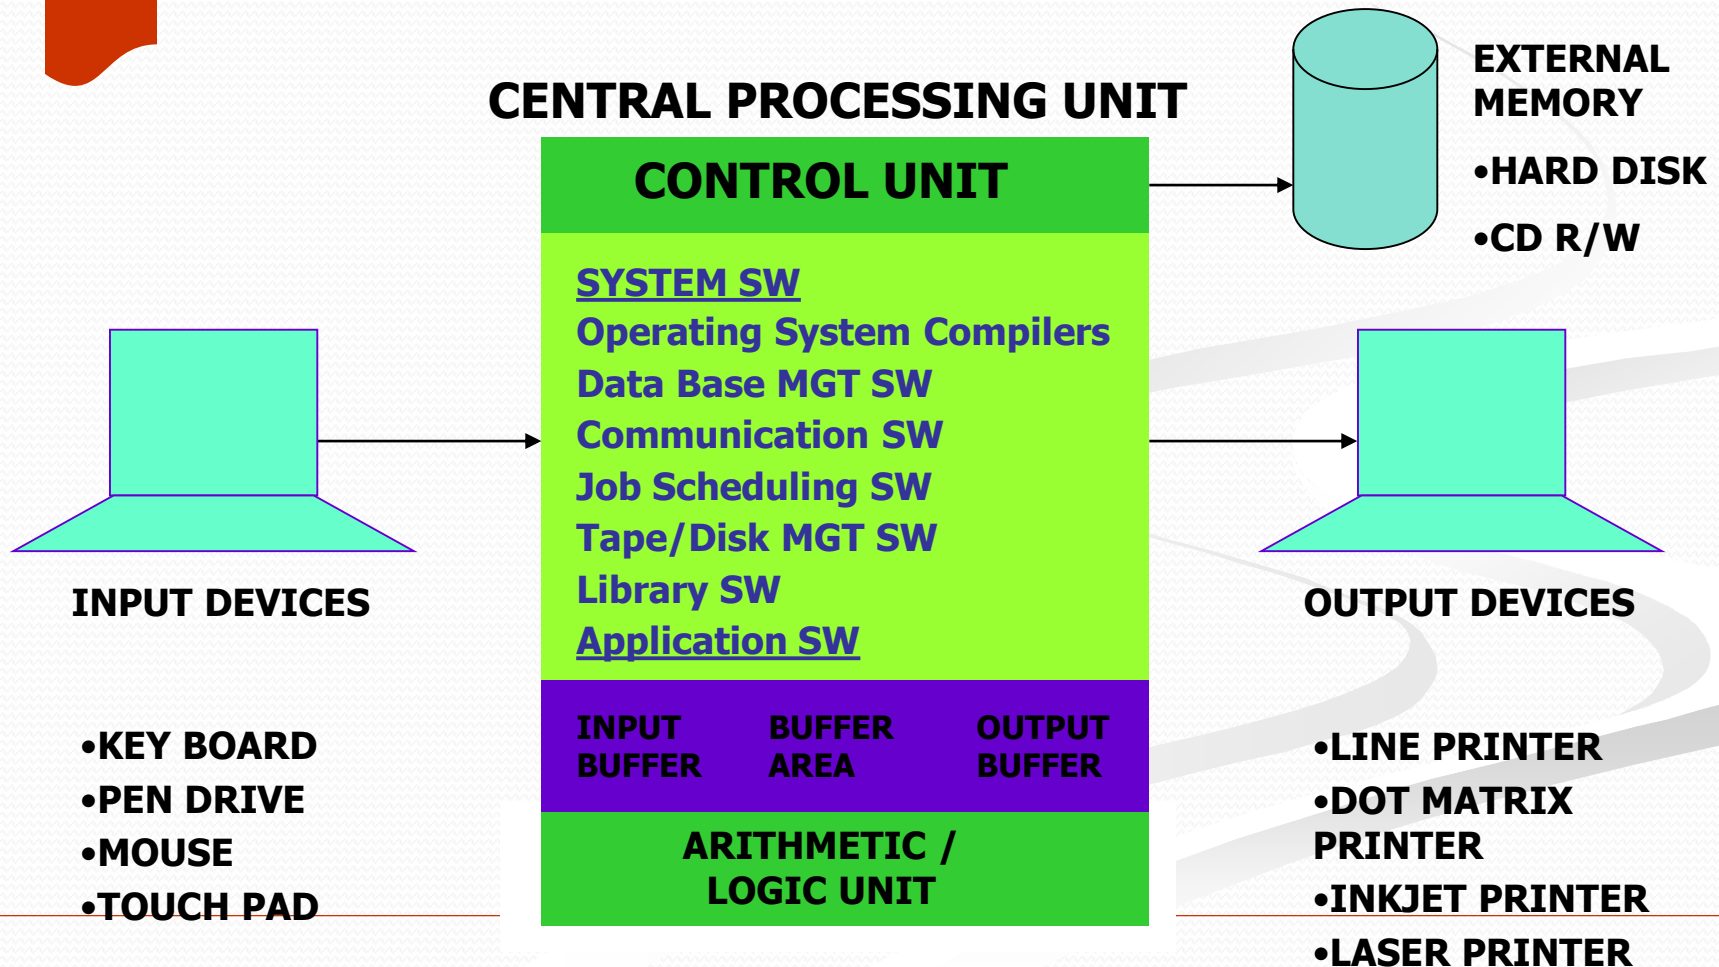 CENTRAL PROCESSING UNIT
CONTROL UNIT
SYSTEM SW
Operating System Compilers
Data Base MGT SW
Communication SW
Job Scheduling SW
Tape/Disk MGT SW
Library SW
Application SW
INPUT
BUFFER
BUFFER
AREA
OUTPUT
BUFFER
ARITHMETIC /
LOGIC UNIT
EXTERNAL
MEMORY
•HARD DISK
•CD R/W
INPUT DEVICES
•KEY BOARD
•PEN DRIVE
•MOUSE
•TOUCH PAD
OUTPUT DEVICES
•LINE PRINTER
•DOT MATRIX
PRINTER
•INKJET PRINTER
•LASER PRINTER